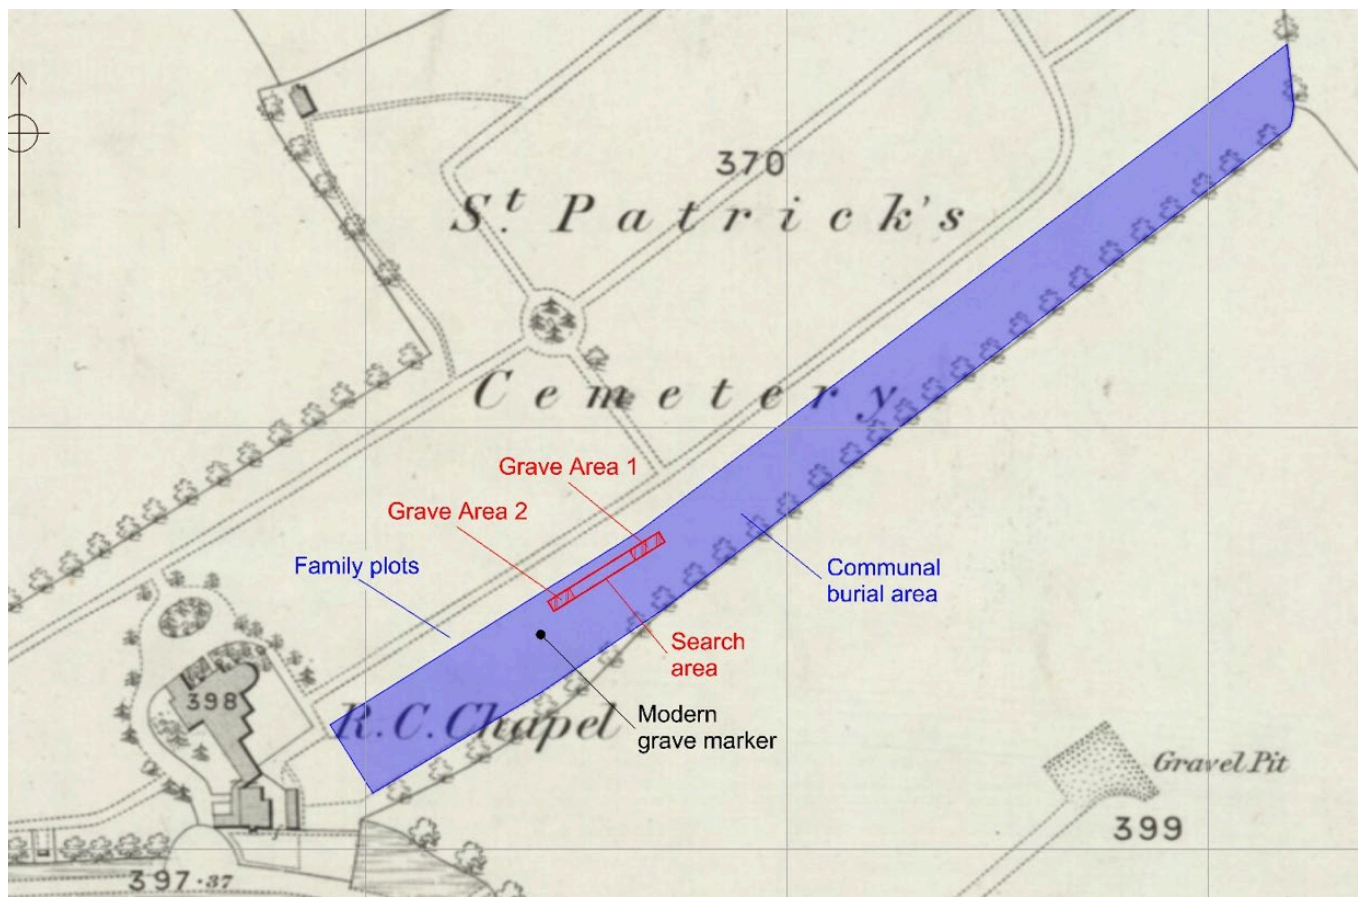 370
St. Patrick's
Cemetery
Grave Area 1
Grave Area 2
Family plots
Communal
burial area
Search
area
398
R.C. Chapel
Modern
grave marker
Gravel Pit
399
397.37